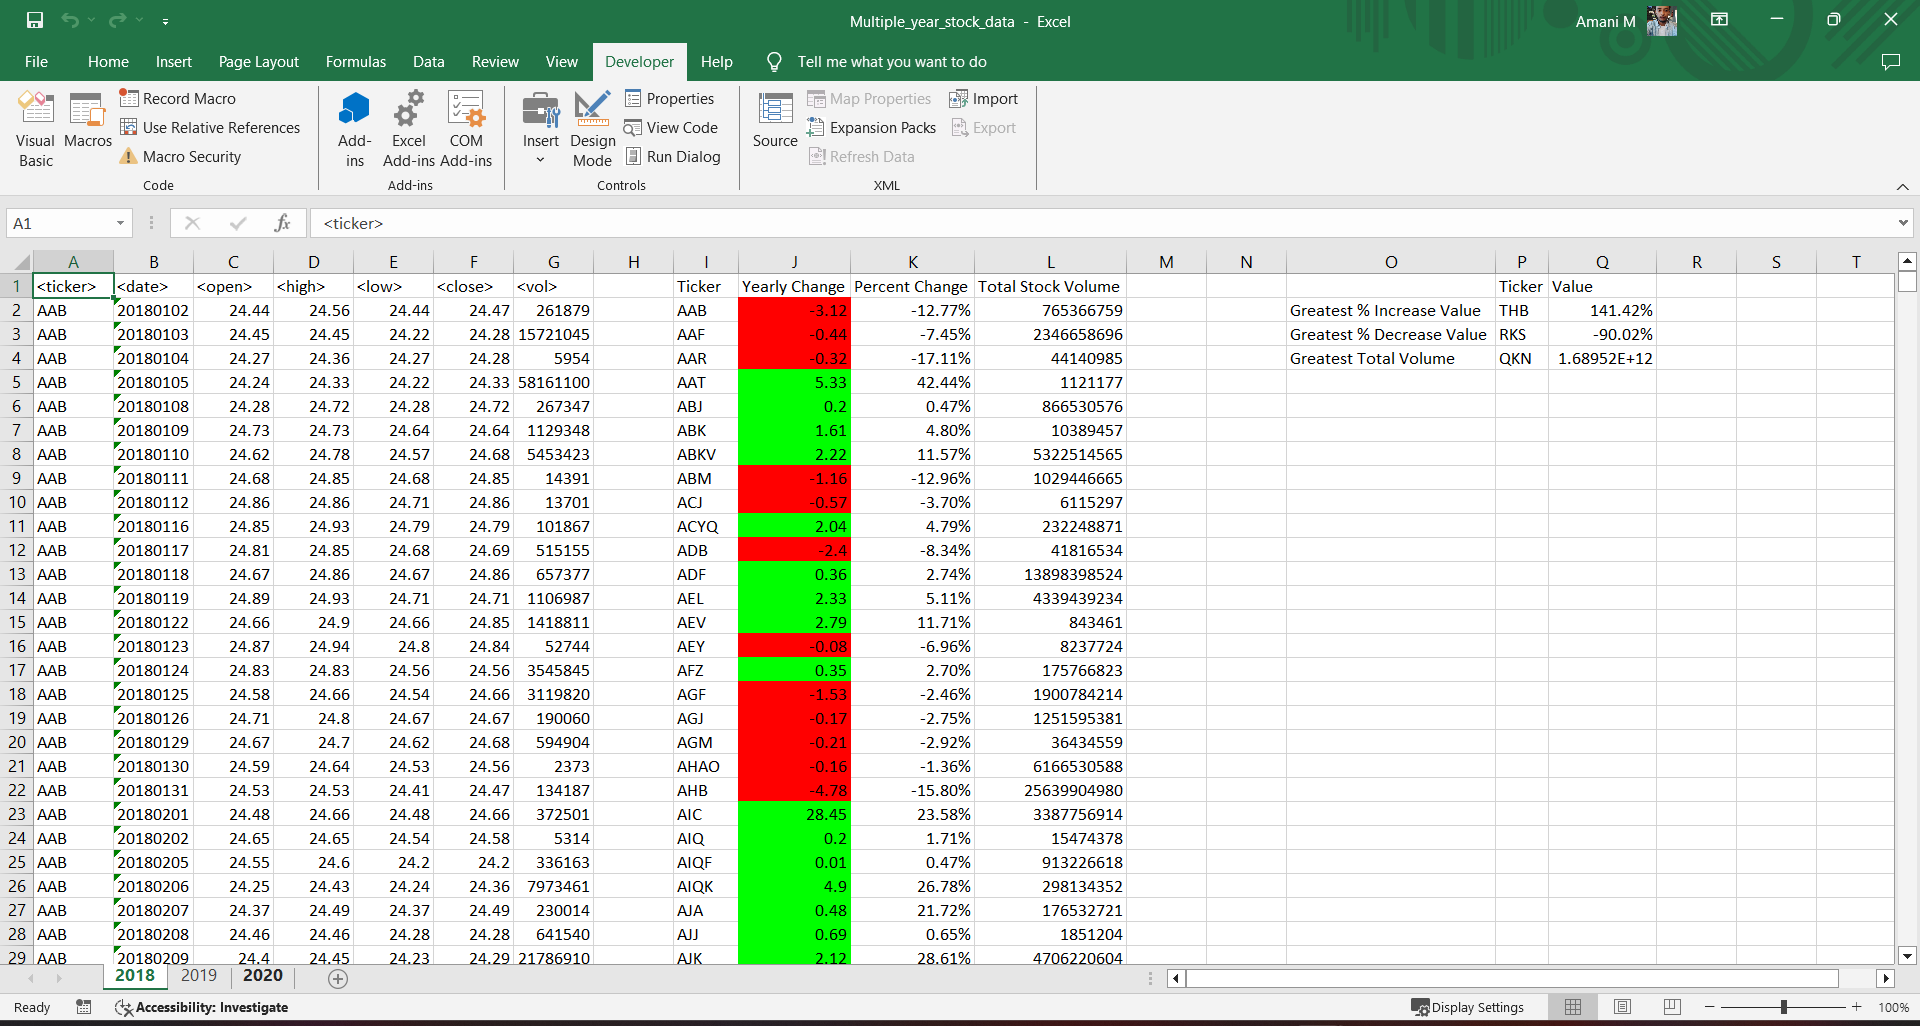 Multiple_year_stock_data - Excel
Amani M
File Home Insert Page Layout Formulas Data Review View Developer Help Tell me what you want to do
Visual Basic
Macros
Record Macro
Use Relative References
Macro Security
Code
Add-ins
Excel Add-ins
COM Add-ins
Add-ins
Insert
Design Mode
Properties
View Code
Run Dialog
Controls
Source
Map Properties
Expansion Packs
Refresh Data
Import
Export
XML
A1 fx <ticker>
A B C D E F G H I J K L M N O P Q R S T
1 <ticker> <date> <open> <high> <low> <close> <vol> Ticker Yearly Change Percent Change Total Stock Volume Ticker Value
2 AAB 20180102 24.44 24.56 24.44 24.47 261879 AAB -3.12 -12.77% 765366759 Greatest % Increase Value THB 141.42%
3 AAB 20180103 24.45 24.45 24.22 24.28 15721045 AAF -0.44 -7.45% 2346658696 Greatest % Decrease Value RKS -90.02%
4 AAB 20180104 24.27 24.36 24.27 24.28 5954 AAR -0.32 -17.11% 44140985 Greatest Total Volume QKN 1.68952E+12
5 AAB 20180105 24.24 24.33 24.22 24.33 58161100 AAT 5.33 42.44% 1121177
6 AAB 20180108 24.28 24.72 24.28 24.72 267347 ABJ 0.2 0.47% 866530576
7 AAB 20180109 24.73 24.73 24.64 24.64 1129348 ABK 1.61 4.80% 10389457
8 AAB 20180110 24.62 24.78 24.57 24.68 5453423 ABKV 2.22 11.57% 5322514565
9 AAB 20180111 24.68 24.85 24.68 24.85 14391 ABM -1.16 -12.96% 1029446665
10 AAB 20180112 24.86 24.86 24.71 24.86 13701 ACJ -0.57 -3.70% 6115297
11 AAB 20180116 24.85 24.93 24.79 24.79 101867 ACYQ 2.04 4.79% 232248871
12 AAB 20180117 24.81 24.85 24.68 24.69 515155 ADB -2.4 -8.34% 41816534
13 AAB 20180118 24.67 24.86 24.67 24.86 657377 ADF 0.36 2.74% 13898398524
14 AAB 20180119 24.89 24.93 24.71 24.71 1106987 AEL 2.33 5.11% 4339439234
15 AAB 20180122 24.66 24.9 24.66 24.85 1418811 AEV 2.79 11.71% 843461
16 AAB 20180123 24.87 24.94 24.8 24.84 52744 AEY -0.08 -6.96% 8237724
17 AAB 20180124 24.83 24.83 24.56 24.56 3545845 AFZ 0.35 2.70% 175766823
18 AAB 20180125 24.58 24.66 24.54 24.66 3119820 AGF -1.53 -2.46% 1900784214
19 AAB 20180126 24.71 24.8 24.67 24.67 190060 AGJ -0.17 -2.75% 1251595381
20 AAB 20180129 24.67 24.7 24.62 24.68 594904 AGM -0.21 -2.92% 36434559
21 AAB 20180130 24.59 24.64 24.53 24.56 2373 AHAO -0.16 -1.36% 6166530588
22 AAB 20180131 24.53 24.53 24.41 24.47 134187 AHB -4.78 -15.80% 25639904980
23 AAB 20180201 24.48 24.66 24.48 24.66 372501 AIC 28.45 23.58% 3387756914
24 AAB 20180202 24.65 24.65 24.54 24.58 5314 AIQ 0.2 1.71% 15474378
25 AAB 20180205 24.55 24.6 24.2 24.2 336163 AIQF 0.01 0.47% 913226618
26 AAB 20180206 24.25 24.43 24.24 24.36 7973461 AIQK 4.9 26.78% 298134352
27 AAB 20180207 24.37 24.49 24.37 24.49 230014 AJA 0.48 21.72% 176532721
28 AAB 20180208 24.46 24.46 24.28 24.28 641540 AJJ 0.69 0.65% 1851204
29 AAB 20180209 24.4 24.45 24.23 24.29 21786910 AJK 2.12 28.61% 4706220604
2018 2019 2020
Ready Accessibility: Investigate Display Settings 100%